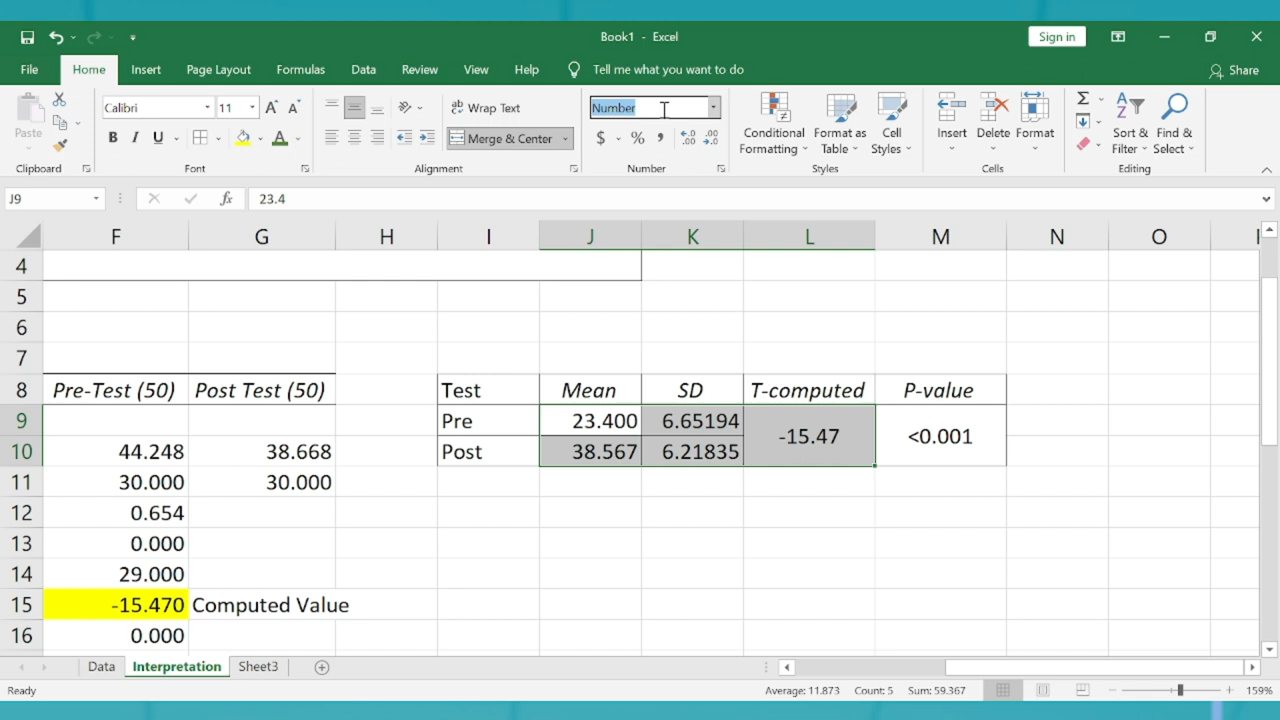 Book1 - Excel
Sign in
File Home Insert Page Layout Formulas Data Review View Help Tell me what you want to do Share
Paste
Calibri 11
Wrap Text
Merge & Center
Number
$ % ,
Conditional Formatting
Format as Table
Cell Styles
Insert Delete Format
Sort & Filter
Find & Select
Clipboard Font Alignment Number Styles Cells Editing
J9 fx 23.4
F G H I J K L M N O
4
5
6
7
8 Pre-Test (50) Post Test (50) Test Mean SD T-computed P-value
9 Pre 23.400 6.65194 -15.47 <0.001
10 44.248 38.668 Post 38.567 6.21835
11 30.000 30.000
12 0.654
13 0.000
14 29.000
15 -15.470 Computed Value
16 0.000
Data Interpretation Sheet3
Ready Average: 11.873 Count: 5 Sum: 59.367 159%